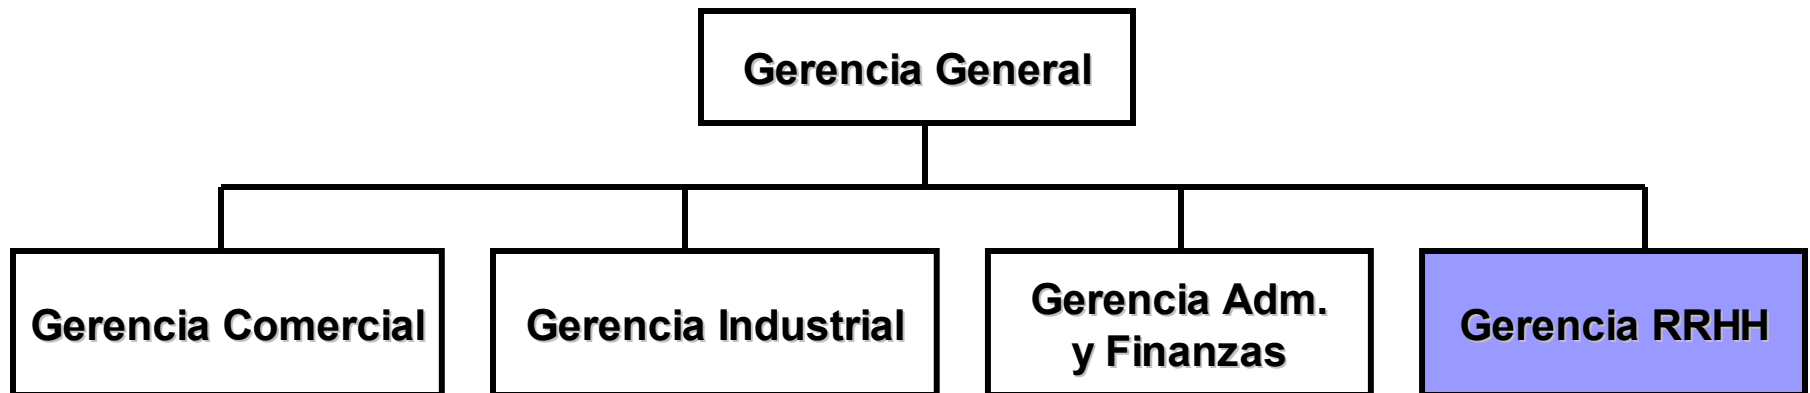 Gerencia General
Gerencia Comercial
Gerencia Industrial
Gerencia Adm.
y Finanzas
Gerencia RRHH